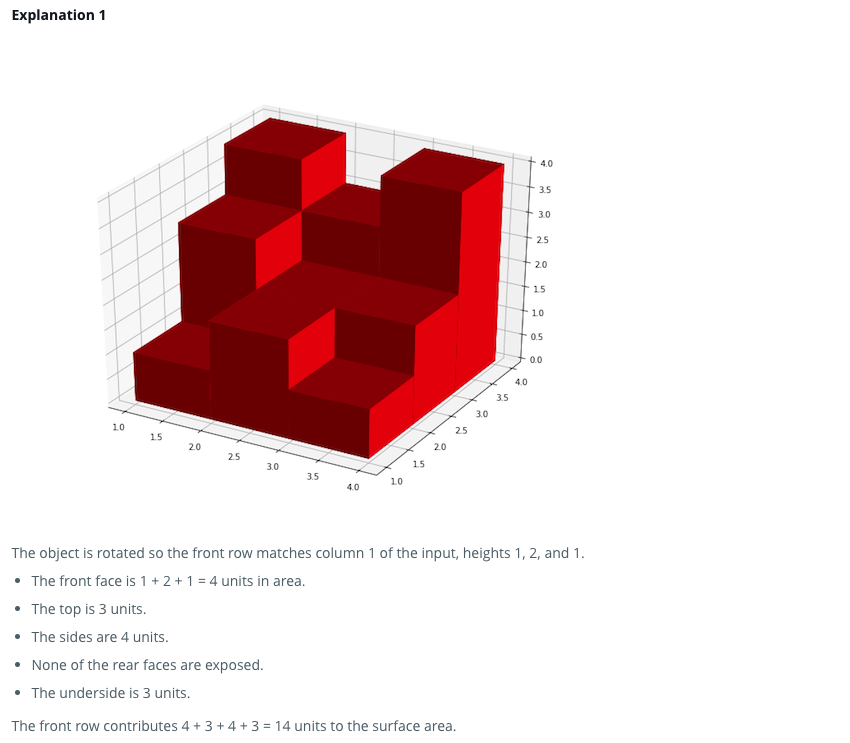 Explanation 1
4.0
3.5
3.0
2.5
2.0
1.5
1.0
0.5
0.0
4.0
3.5
3.0
2.5
2.0
1.5
1.0
1.0
1.5
2.0
2.5
3.0
3.5
4.0
The object is rotated so the front row matches column 1 of the input, heights 1, 2, and 1.
• The front face is 1 + 2 + 1 = 4 units in area.
• The top is 3 units.
• The sides are 4 units.
• None of the rear faces are exposed.
• The underside is 3 units.
The front row contributes 4 + 3 + 4 + 3 = 14 units to the surface area.